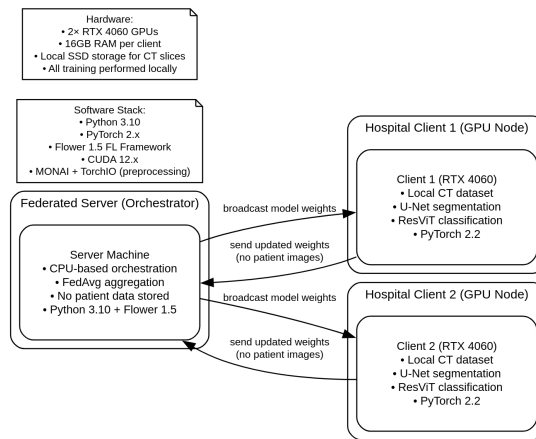 Hardware:
• 2× RTX 4060 GPUs
• 16GB RAM per client
• Local SSD storage for CT slices
• All training performed locally
Software Stack:
• Python 3.10
• PyTorch 2.x
• Flower 1.5 FL Framework
• CUDA 12.x
• MONAI + TorchIO (preprocessing)
Federated Server (Orchestrator)
Server Machine
• CPU-based orchestration
• FedAvg aggregation
• No patient data stored
• Python 3.10 + Flower 1.5
broadcast model weights
send updated weights
(no patient images)
broadcast model weights
send updated weights
(no patient images)
Hospital Client 1 (GPU Node)
Client 1 (RTX 4060)
• Local CT dataset
• U-Net segmentation
• ResViT classification
• PyTorch 2.2
Hospital Client 2 (GPU Node)
Client 2 (RTX 4060)
• Local CT dataset
• U-Net segmentation
• ResViT classification
• PyTorch 2.2